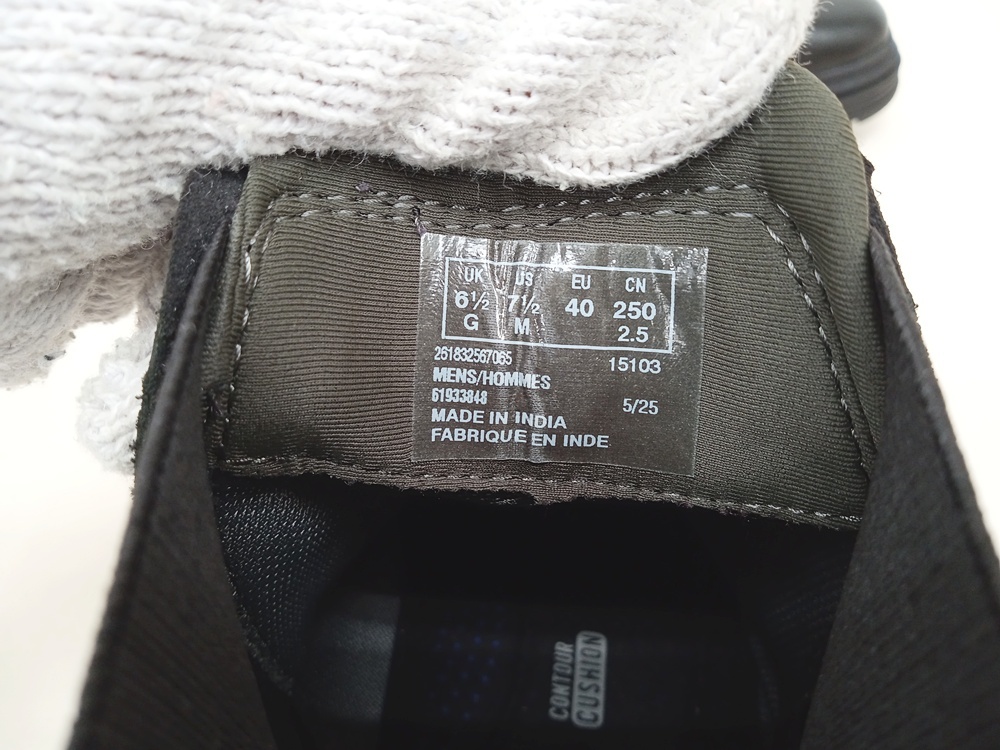 UK US EU CN
6½ 7½ 40 250
G M 2.5
261832567065 15103
MENS/HOMMES
61933848 5/25
MADE IN INDIA
FABRIQUE EN INDE
CONTOUR
CUSHION